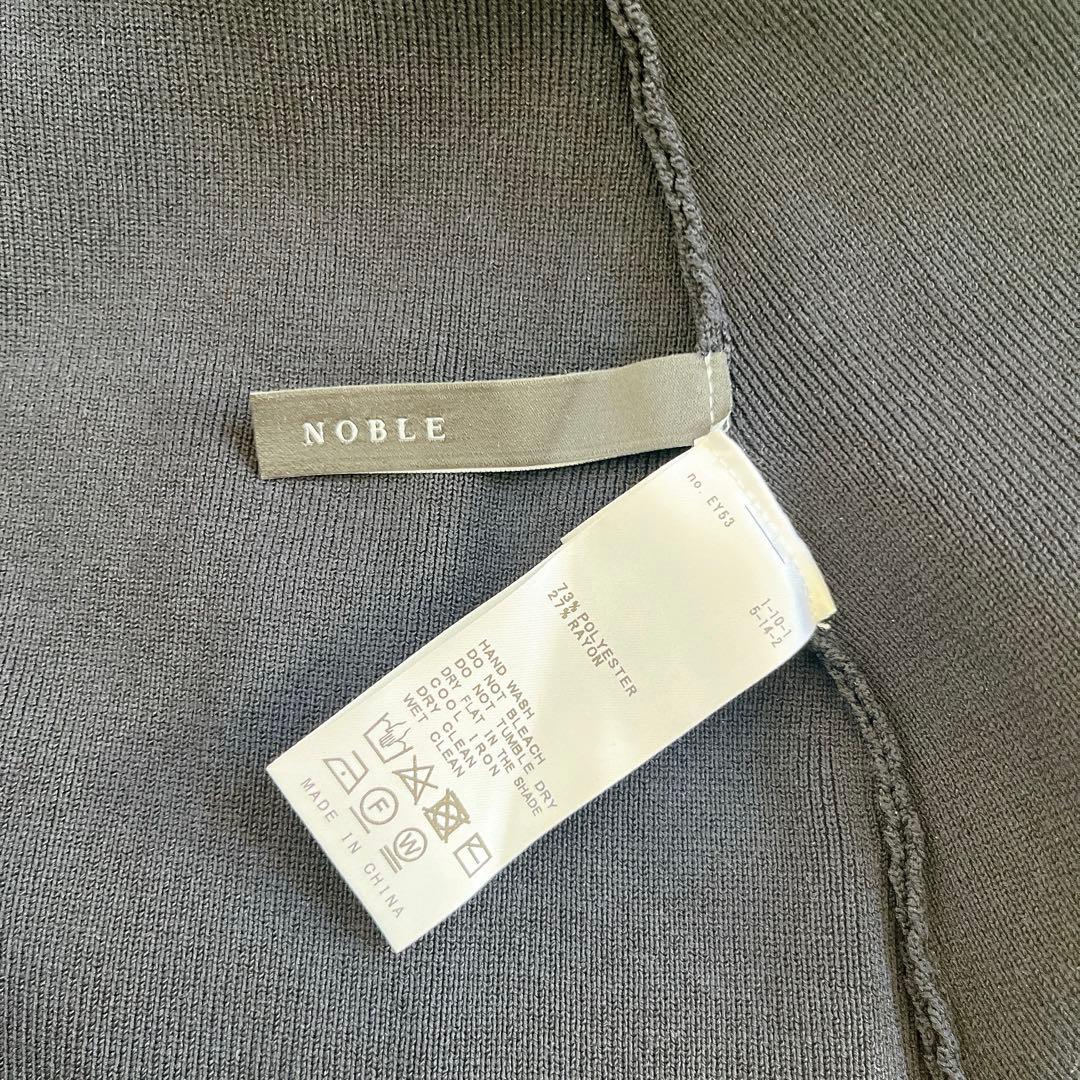 NOBLE
no. EY53
1-10-1
5-14-2
73% POLYESTER
27% RAYON
HAND WASH
DO NOT BLEACH
DO NOT TUMBLE DRY
DRY FLAT IN THE SHADE
COOL IRON
DRY CLEAN
WET CLEAN
F
W
MADE IN CHINA